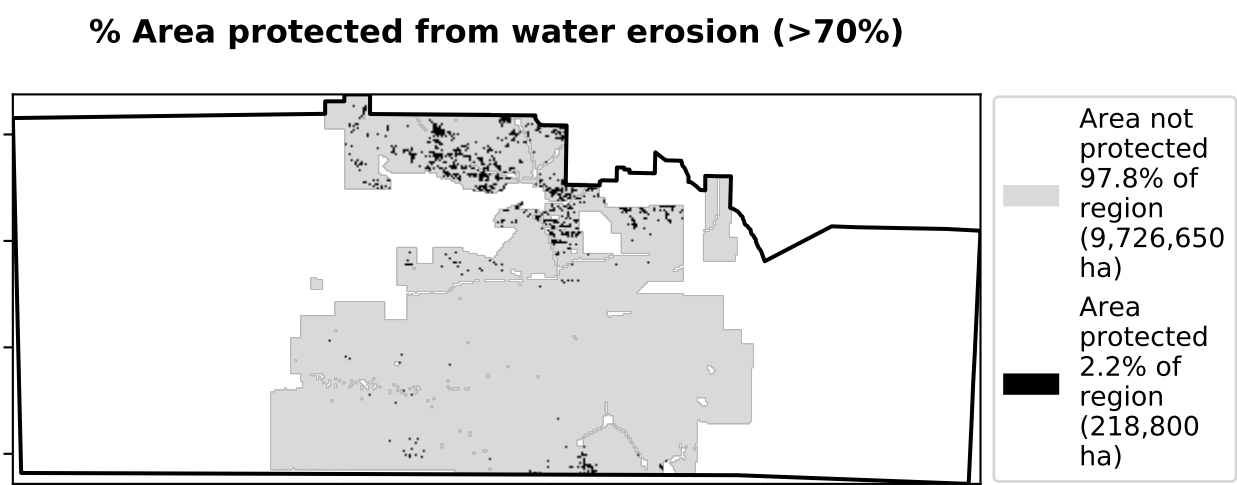 % Area protected from water erosion (>70%)
Area not
protected
97.8% of
region
(9,726,650
ha)
Area
protected
2.2% of
region
(218,800
ha)